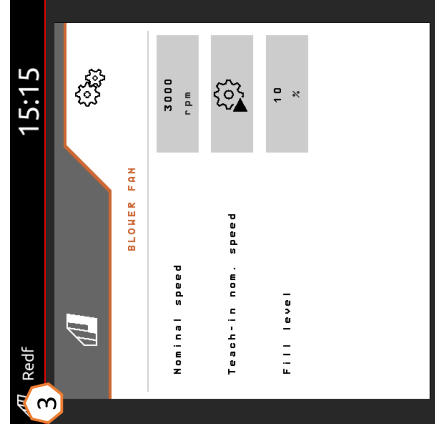 Redf 15:15
3
BLOWER FAN
Nominal speed 3000 rpm
Teach-in nom. speed
Fill level 10 %